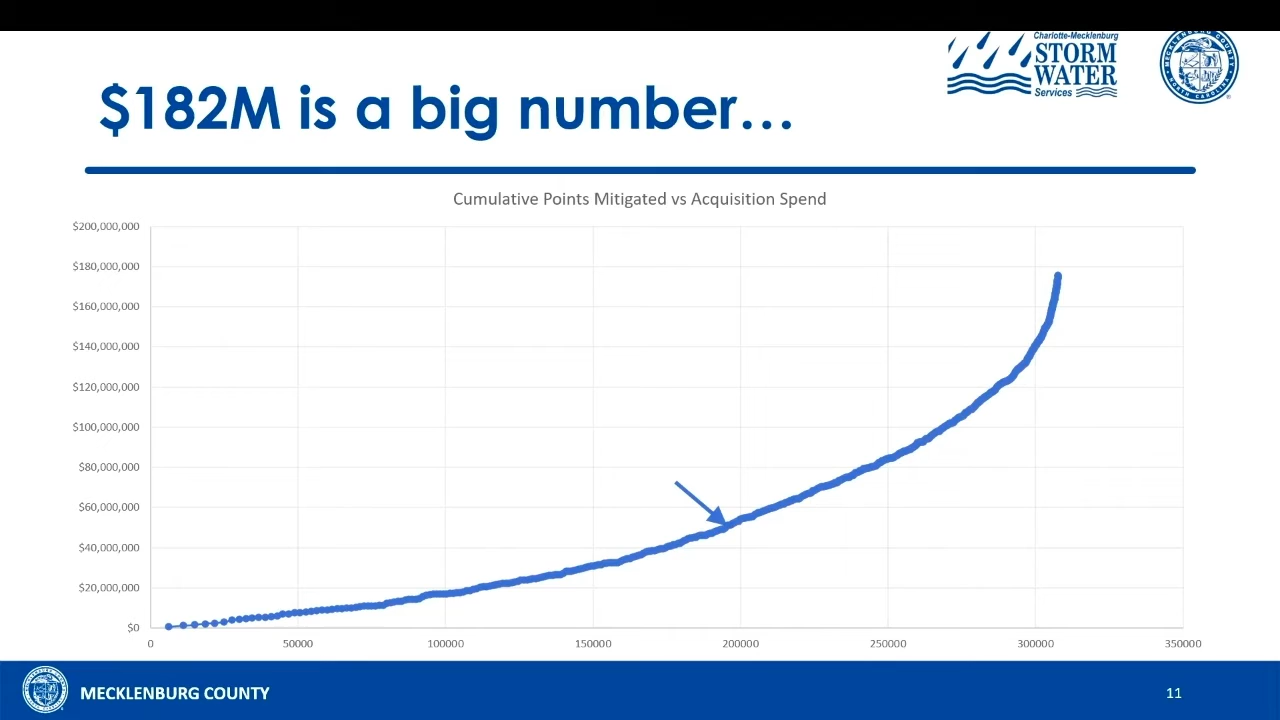 Charlotte-Mecklenburg
STORM
WATER
Services
$182M is a big number...
Cumulative Points Mitigated vs Acquisition Spend
$200,000,000
$180,000,000
$160,000,000
$140,000,000
$120,000,000
$100,000,000
$80,000,000
$60,000,000
$40,000,000
$20,000,000
$0
0 50000 100000 150000 200000 250000 300000 350000
MECKLENBURG COUNTY
11